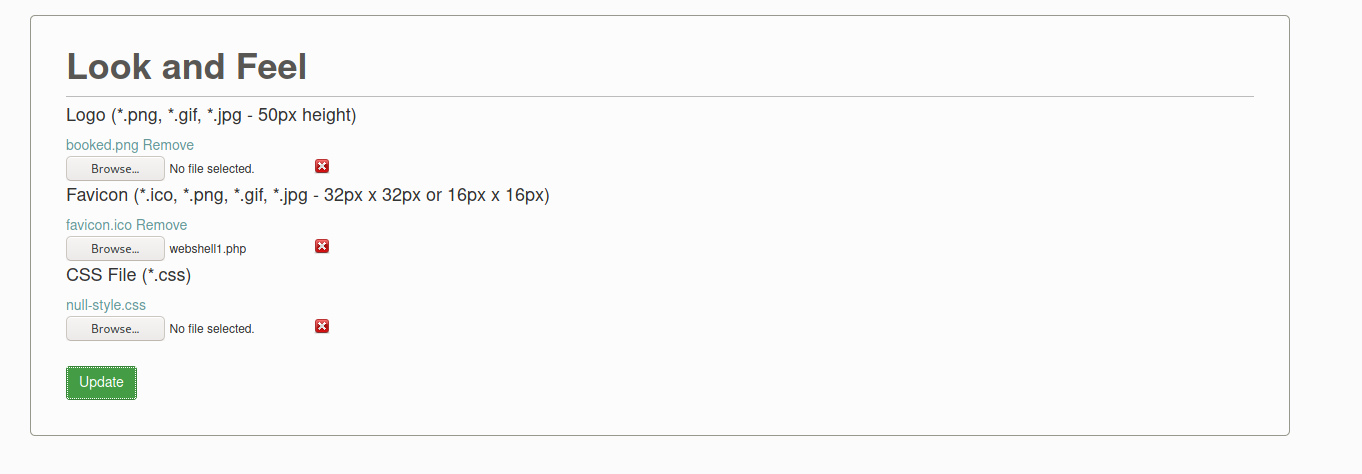 Look and Feel
Logo (*.png, *.gif, *.jpg - 50px height)
booked.png Remove
Browse... No file selected.
Favicon (*.ico, *.png, *.gif, *.jpg - 32px x 32px or 16px x 16px)
favicon.ico Remove
Browse... webshell1.php
CSS File (*.css)
null-style.css
Browse... No file selected.
Update